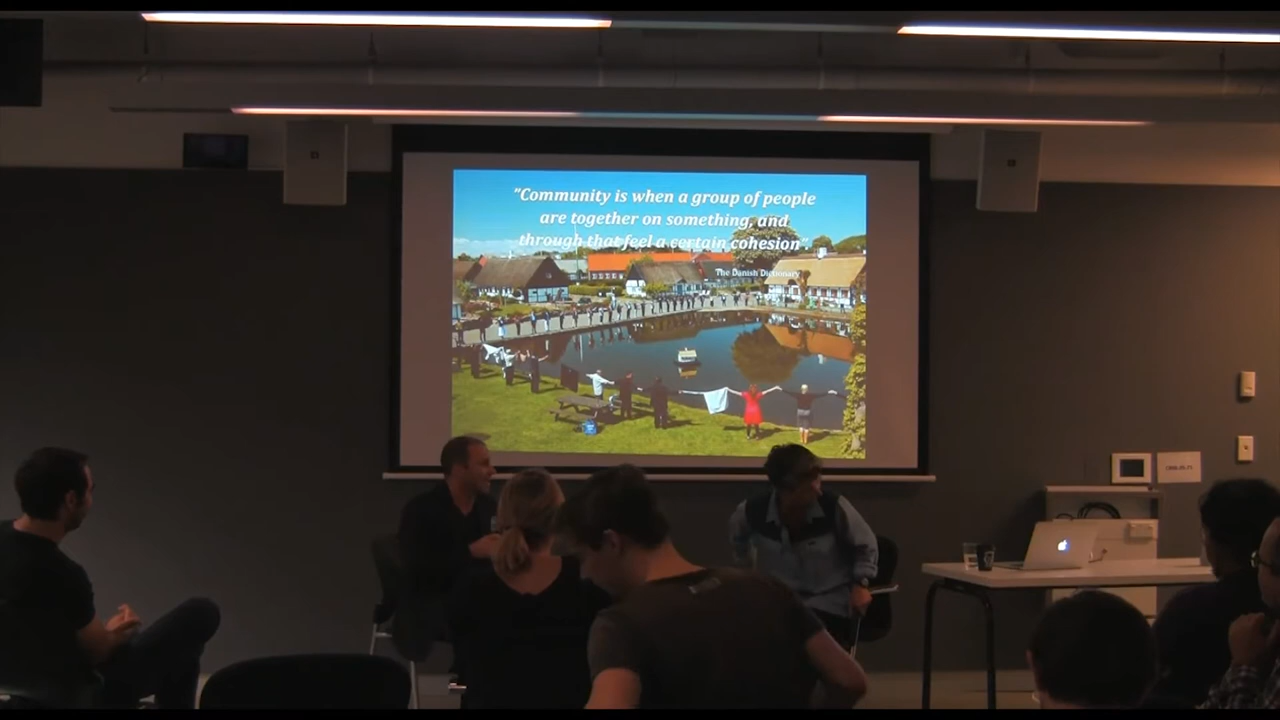 "Community is when a group of people
are together on something, and
through that feel a certain cohesion".
The Danish Dictionary